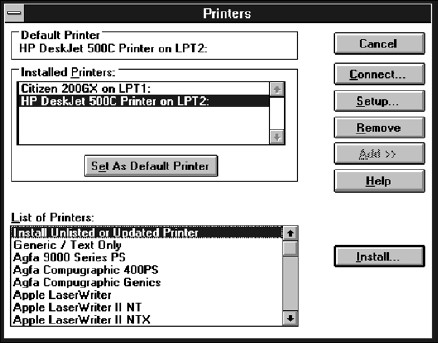 Printers
Default Printer
HP DeskJet 500C Printer on LPT2:
Cancel
Installed Printers:
Connect...
Citizen 200GX on LPT1:
HP DeskJet 500C Printer on LPT2:
Setup...
Remove
Set As Default Printer
Add >>
Help
List of Printers:
Install Unlisted or Updated Printer
Generic / Text Only
Agfa 9000 Series PS
Install...
Agfa Compugraphic 400PS
Agfa Compugraphic Genics
Apple LaserWriter
Apple LaserWriter II NT
Apple LaserWriter II NTX